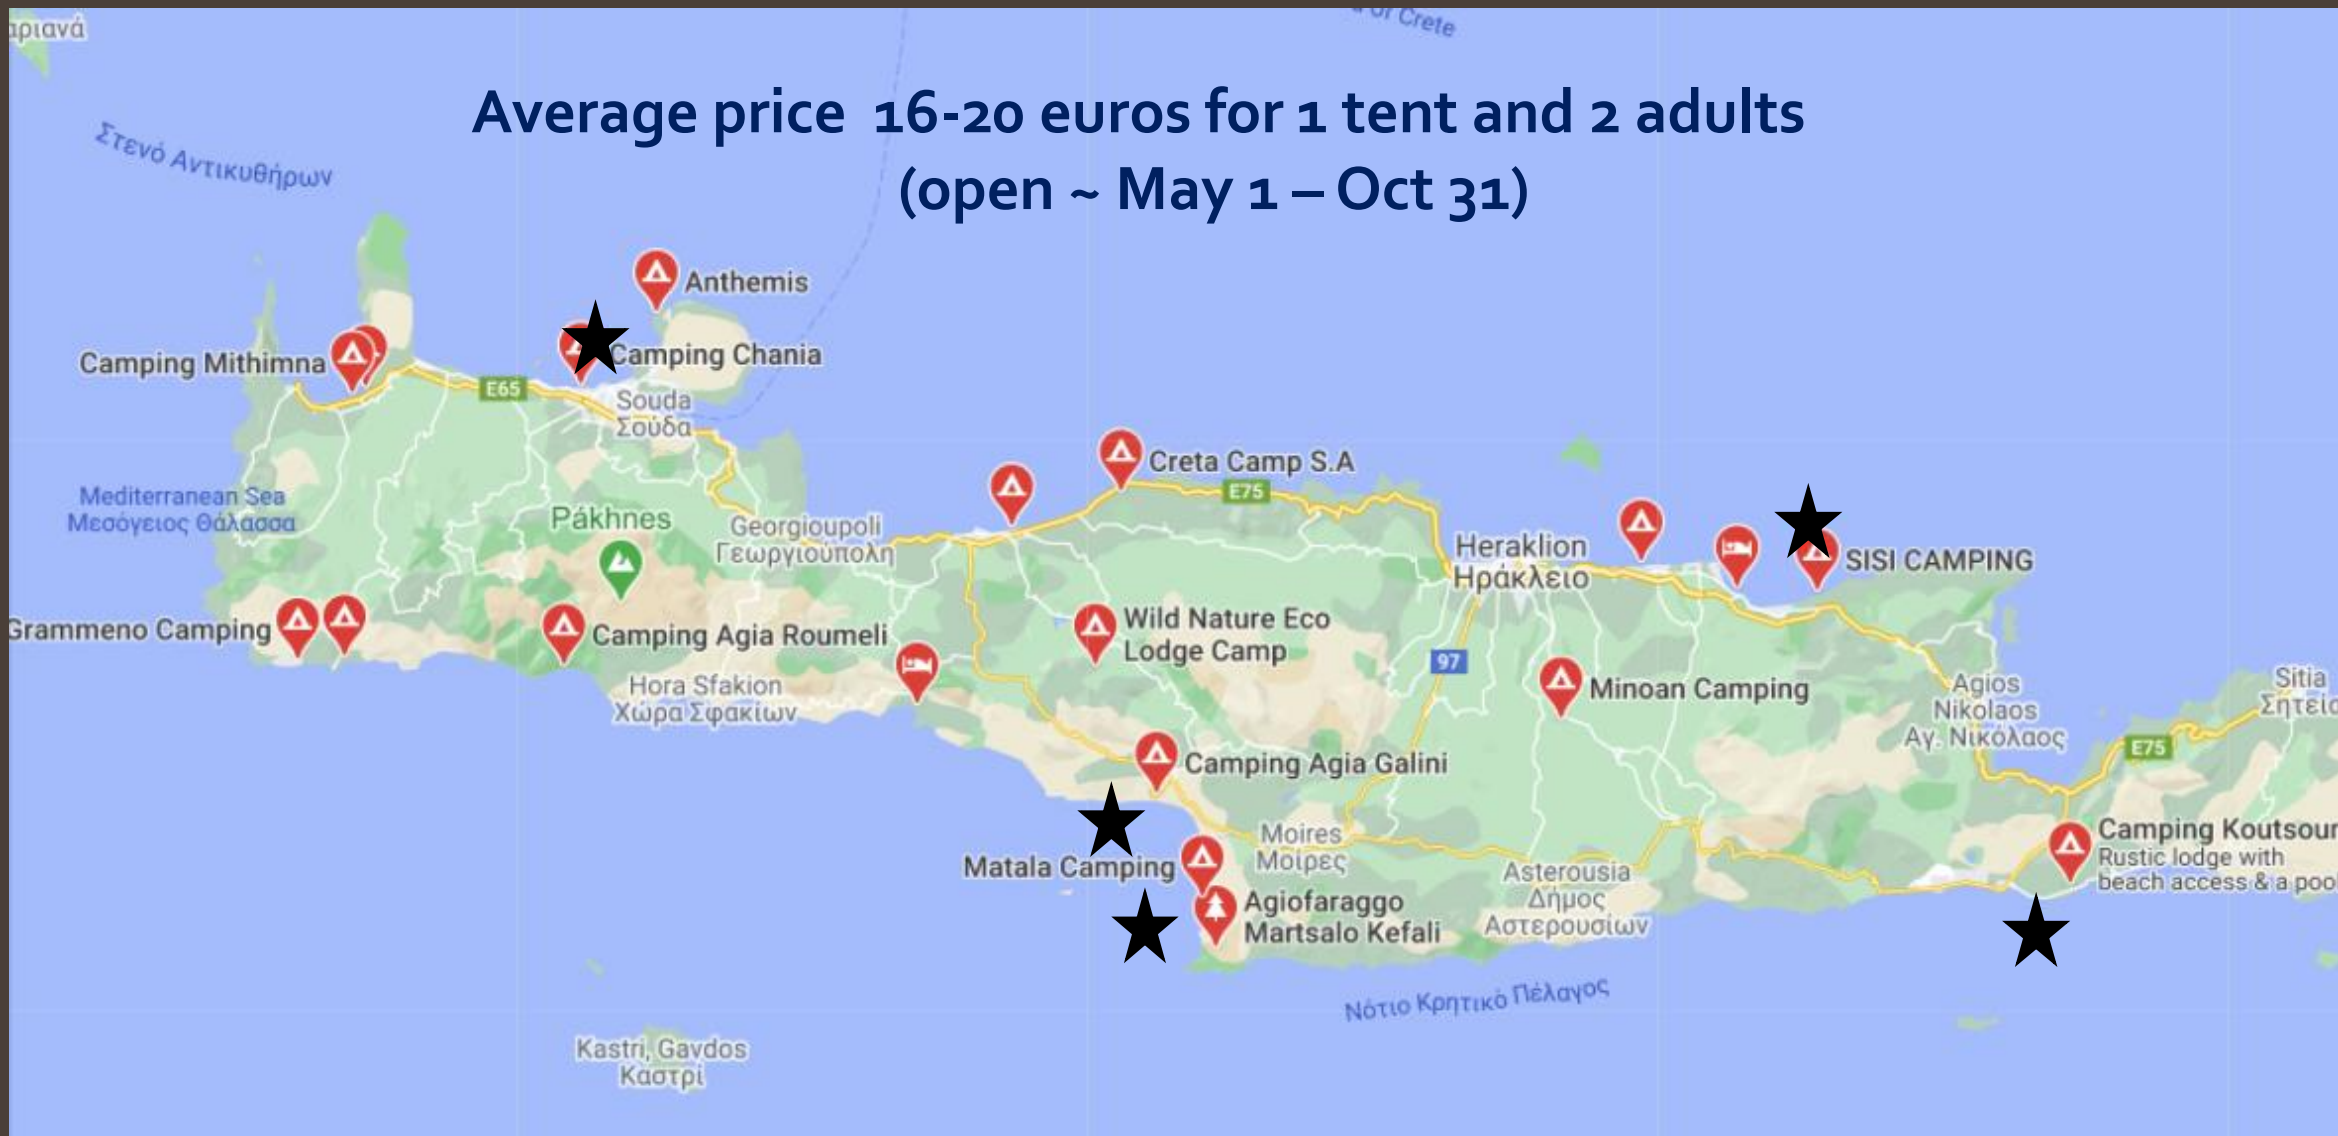 Average price 16-20 euros for 1 tent and 2 adults
(open ~ May 1 – Oct 31)
of Crete
Στενό Αντικυθήρων
Anthemis
Camping Chania
Camping Mithimna
E65
Souda
Σούδα
Creta Camp S.A
E75
Mediterranean Sea
Μεσόγειος Θάλασσα
Pákhnes
Georgioupoli
Γεωργιούπολη
Heraklion
Ηράκλειο
SISI CAMPING
Grammeno Camping
Camping Agia Roumeli
Wild Nature Eco
Lodge Camp
97
Hora Sfakion
Χώρα Σφακίων
Minoan Camping
Agios
Nikolaos
Αγ. Νικόλαος
Sitia
E75
Camping Agia Galini
Moires
Μοίρες
Matala Camping
Asterousia
Δήμος
Αστερουσίων
Camping Koutsour
Rustic lodge with
beach access & a pool
Agiofaraggo
Martsalo Kefali
Νότιο Κρητικό Πέλαγος
Kastri, Gavdos
Καστρί